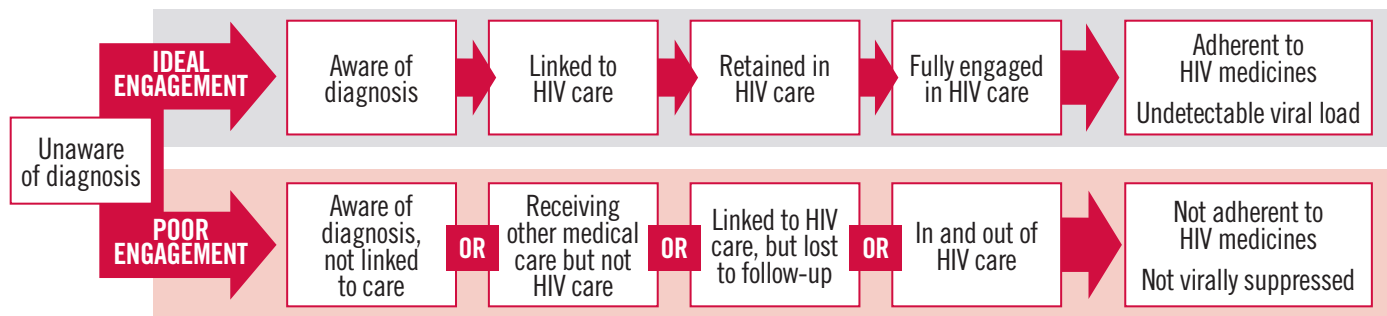 Unaware
of diagnosis
IDEAL
ENGAGEMENT
Aware of
diagnosis
Linked to
HIV care
Retained in
HIV care
Fully engaged
in HIV care
Adherent to
HIV medicines
Undetectable viral load
POOR
ENGAGEMENT
Aware of
diagnosis,
not linked
to care
OR
Receiving
other medical
care but not
HIV care
OR
Linked to HIV
care, but lost
to follow-up
OR
In and out of
HIV care
Not adherent to
HIV medicines
Not virally suppressed